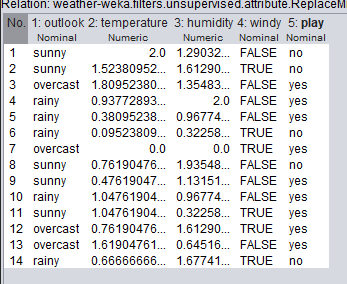 Relation: weather-weka.filters.unsupervised.attribute.ReplaceMi
No. 1: outlook 2: temperature 3: humidity 4: windy 5: play
Nominal Numeric Numeric Nominal Nominal
1 sunny 2.0 1.29032... FALSE no
2 sunny 1.52380952... 1.61290... TRUE no
3 overcast 1.80952380... 1.35483... FALSE yes
4 rainy 0.93772893... 2.0 FALSE yes
5 rainy 0.38095238... 0.96774... FALSE yes
6 rainy 0.09523809... 0.32258... TRUE no
7 overcast 0.0 0.0 TRUE yes
8 sunny 0.76190476... 1.93548... FALSE no
9 sunny 0.47619047... 1.13151... FALSE yes
10 rainy 1.04761904... 0.96774... FALSE yes
11 sunny 1.04761904... 0.32258... TRUE yes
12 overcast 0.76190476... 1.61290... TRUE yes
13 overcast 1.61904761... 0.64516... FALSE yes
14 rainy 0.66666666... 1.67741... TRUE no